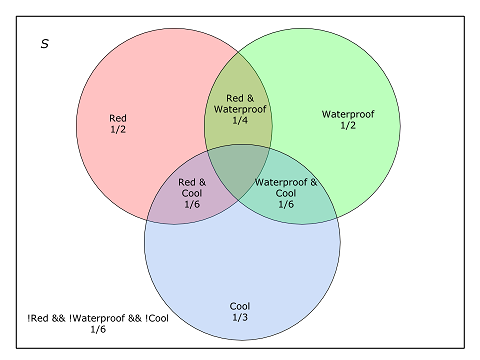 S
Red
1/2
Red &
Waterproof
1/4
Waterproof
1/2
Red &
Cool
1/6
Waterproof &
Cool
1/6
Cool
1/3
!Red && !Waterproof && !Cool
1/6